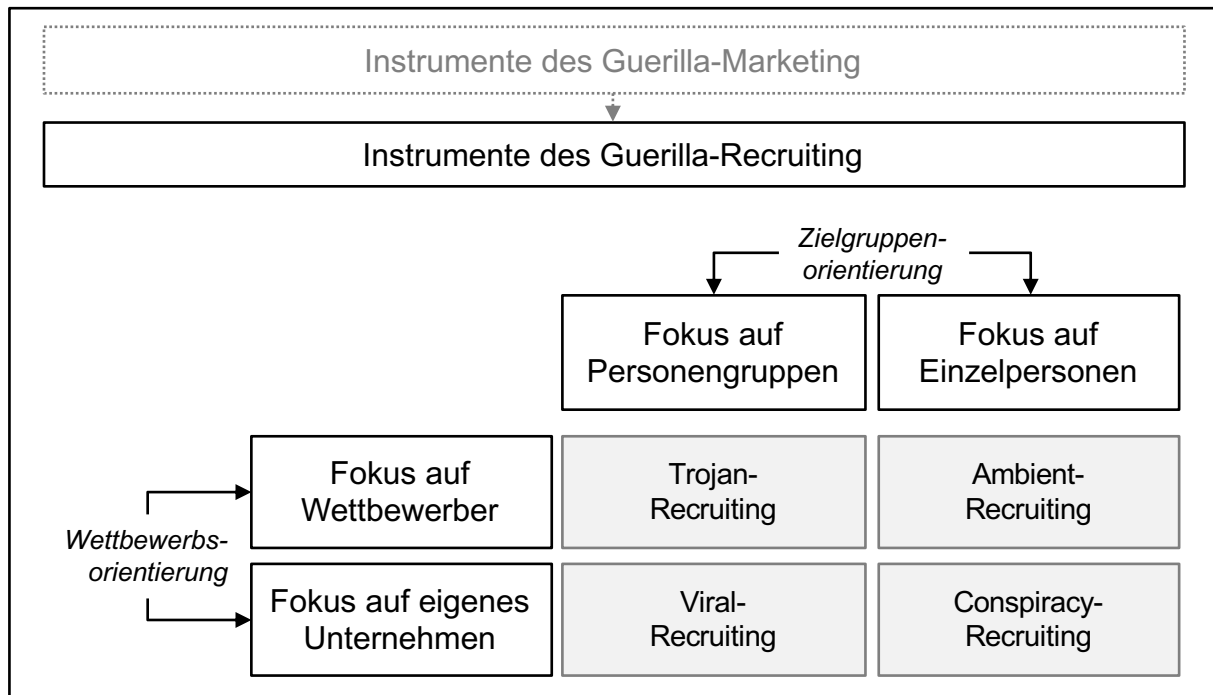 Instrumente des Guerilla-Marketing
Instrumente des Guerilla-Recruiting
Zielgruppen-
orientierung
Fokus auf
Personengruppen
Fokus auf
Einzelpersonen
Fokus auf
Wettbewerber
Trojan-
Recruiting
Ambient-
Recruiting
Wettbewerbs-
orientierung
Fokus auf eigenes
Unternehmen
Viral-
Recruiting
Conspiracy-
Recruiting